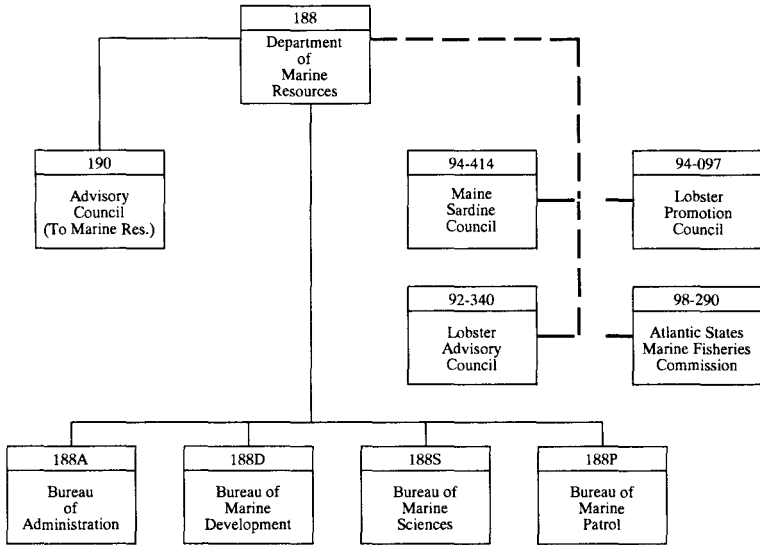 188
Department
of
Marine
Resources
190
Advisory
Council
(To Marine Res.)
94-414
Maine
Sardine
Council
94-097
Lobster
Promotion
Council
92-340
Lobster
Advisory
Council
98-290
Atlantic States
Marine Fisheries
Commission
188A
Bureau
of
Administration
188D
Bureau of
Marine
Development
188S
Bureau of
Marine
Sciences
188P
Bureau of
Marine
Patrol